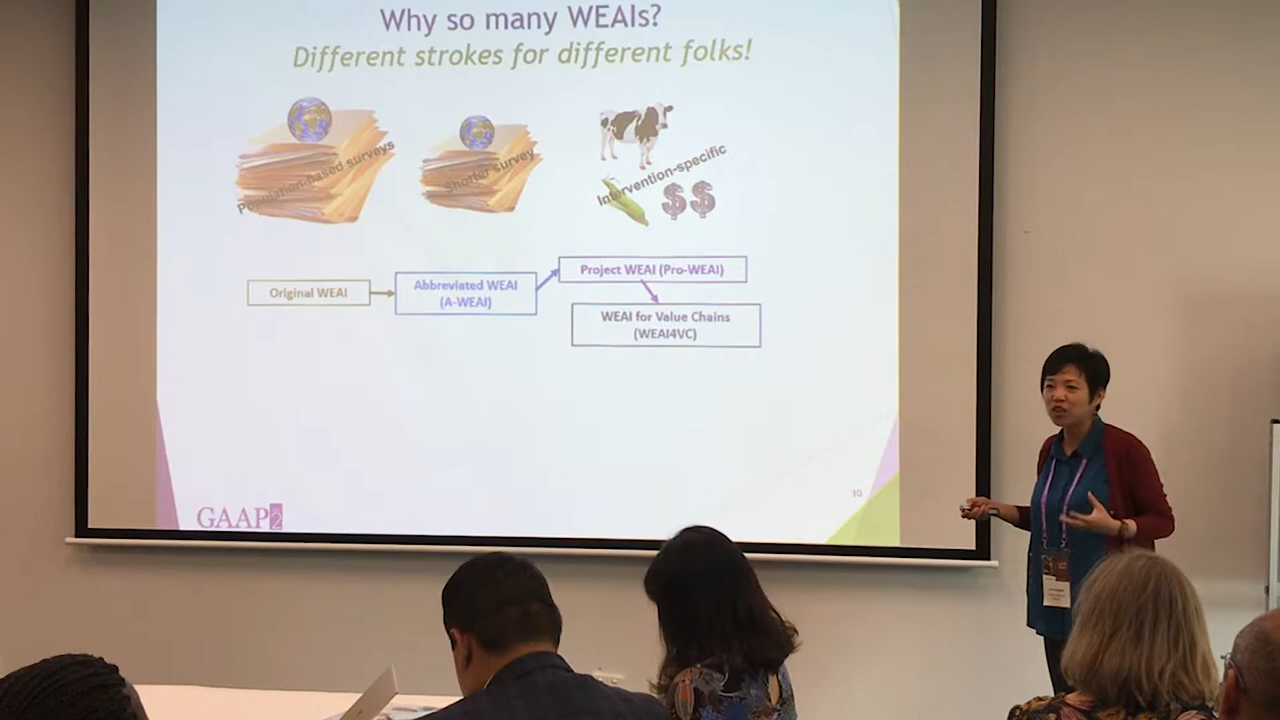 Why so many WEAIs?
Different strokes for different folks!
Population-based surveys
Shorter survey
Intervention-specific
$$
Original WEAI
Abbreviated WEAI
(A-WEAI)
Project WEAI (Pro-WEAI)
WEAI for Value Chains
(WEAI4VC)
GAAP2
10